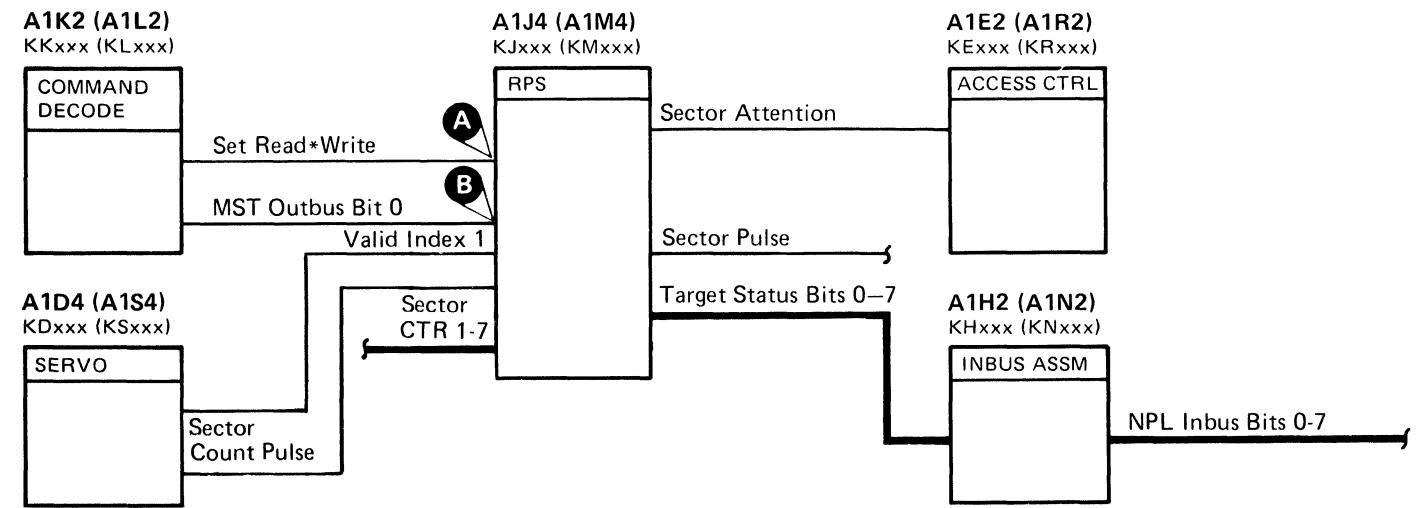 A1K2 (A1L2)
KKxxx (KLxxx)
COMMAND
DECODE
Set Read*Write
MST Outbus Bit 0
A
B
Valid Index 1
A1D4 (A1S4)
KDxxx (KSxxx)
SERVO
Sector
Count Pulse
Sector
CTR 1-7
A1J4 (A1M4)
KJxxx (KMxxx)
RPS
Sector Attention
Sector Pulse
Target Status Bits 0–7
A1E2 (A1R2)
KExxx (KRxxx)
ACCESS CTRL
A1H2 (A1N2)
KHxxx (KNxxx)
INBUS ASSM
NPL Inbus Bits 0-7